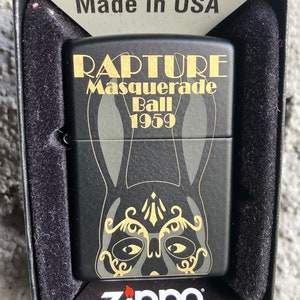 Made in USA
RAPTURE
Masquerade
Ball
1959
Zippo